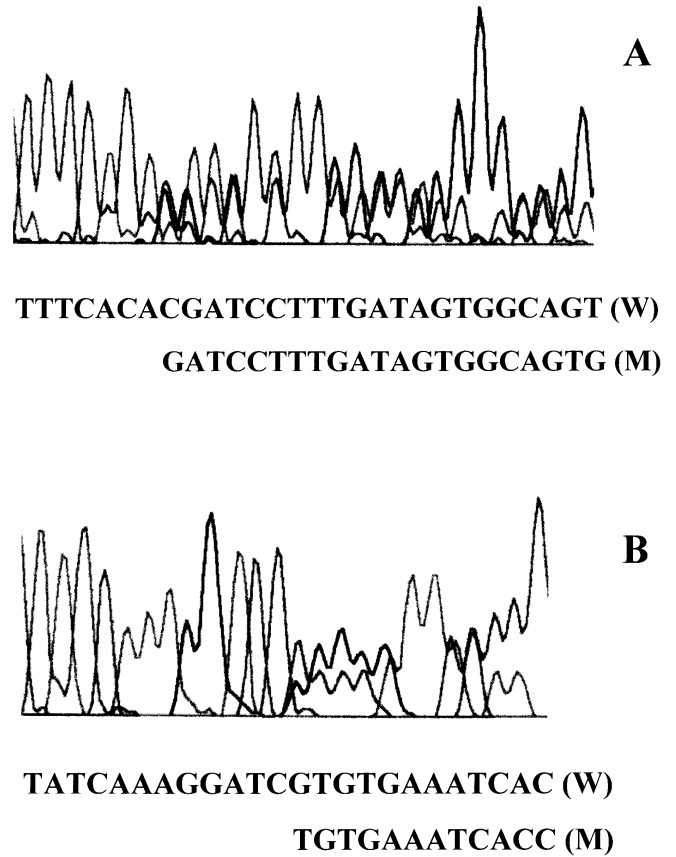 A
TTTCACACGATCCTTTGATAGTGGCAGT (W)
GATCCTTTGATAGTGGCAGTG (M)
B
TATCAAAGGATCGTGTGAAATCAC (W)
TGTGAAATCACC (M)